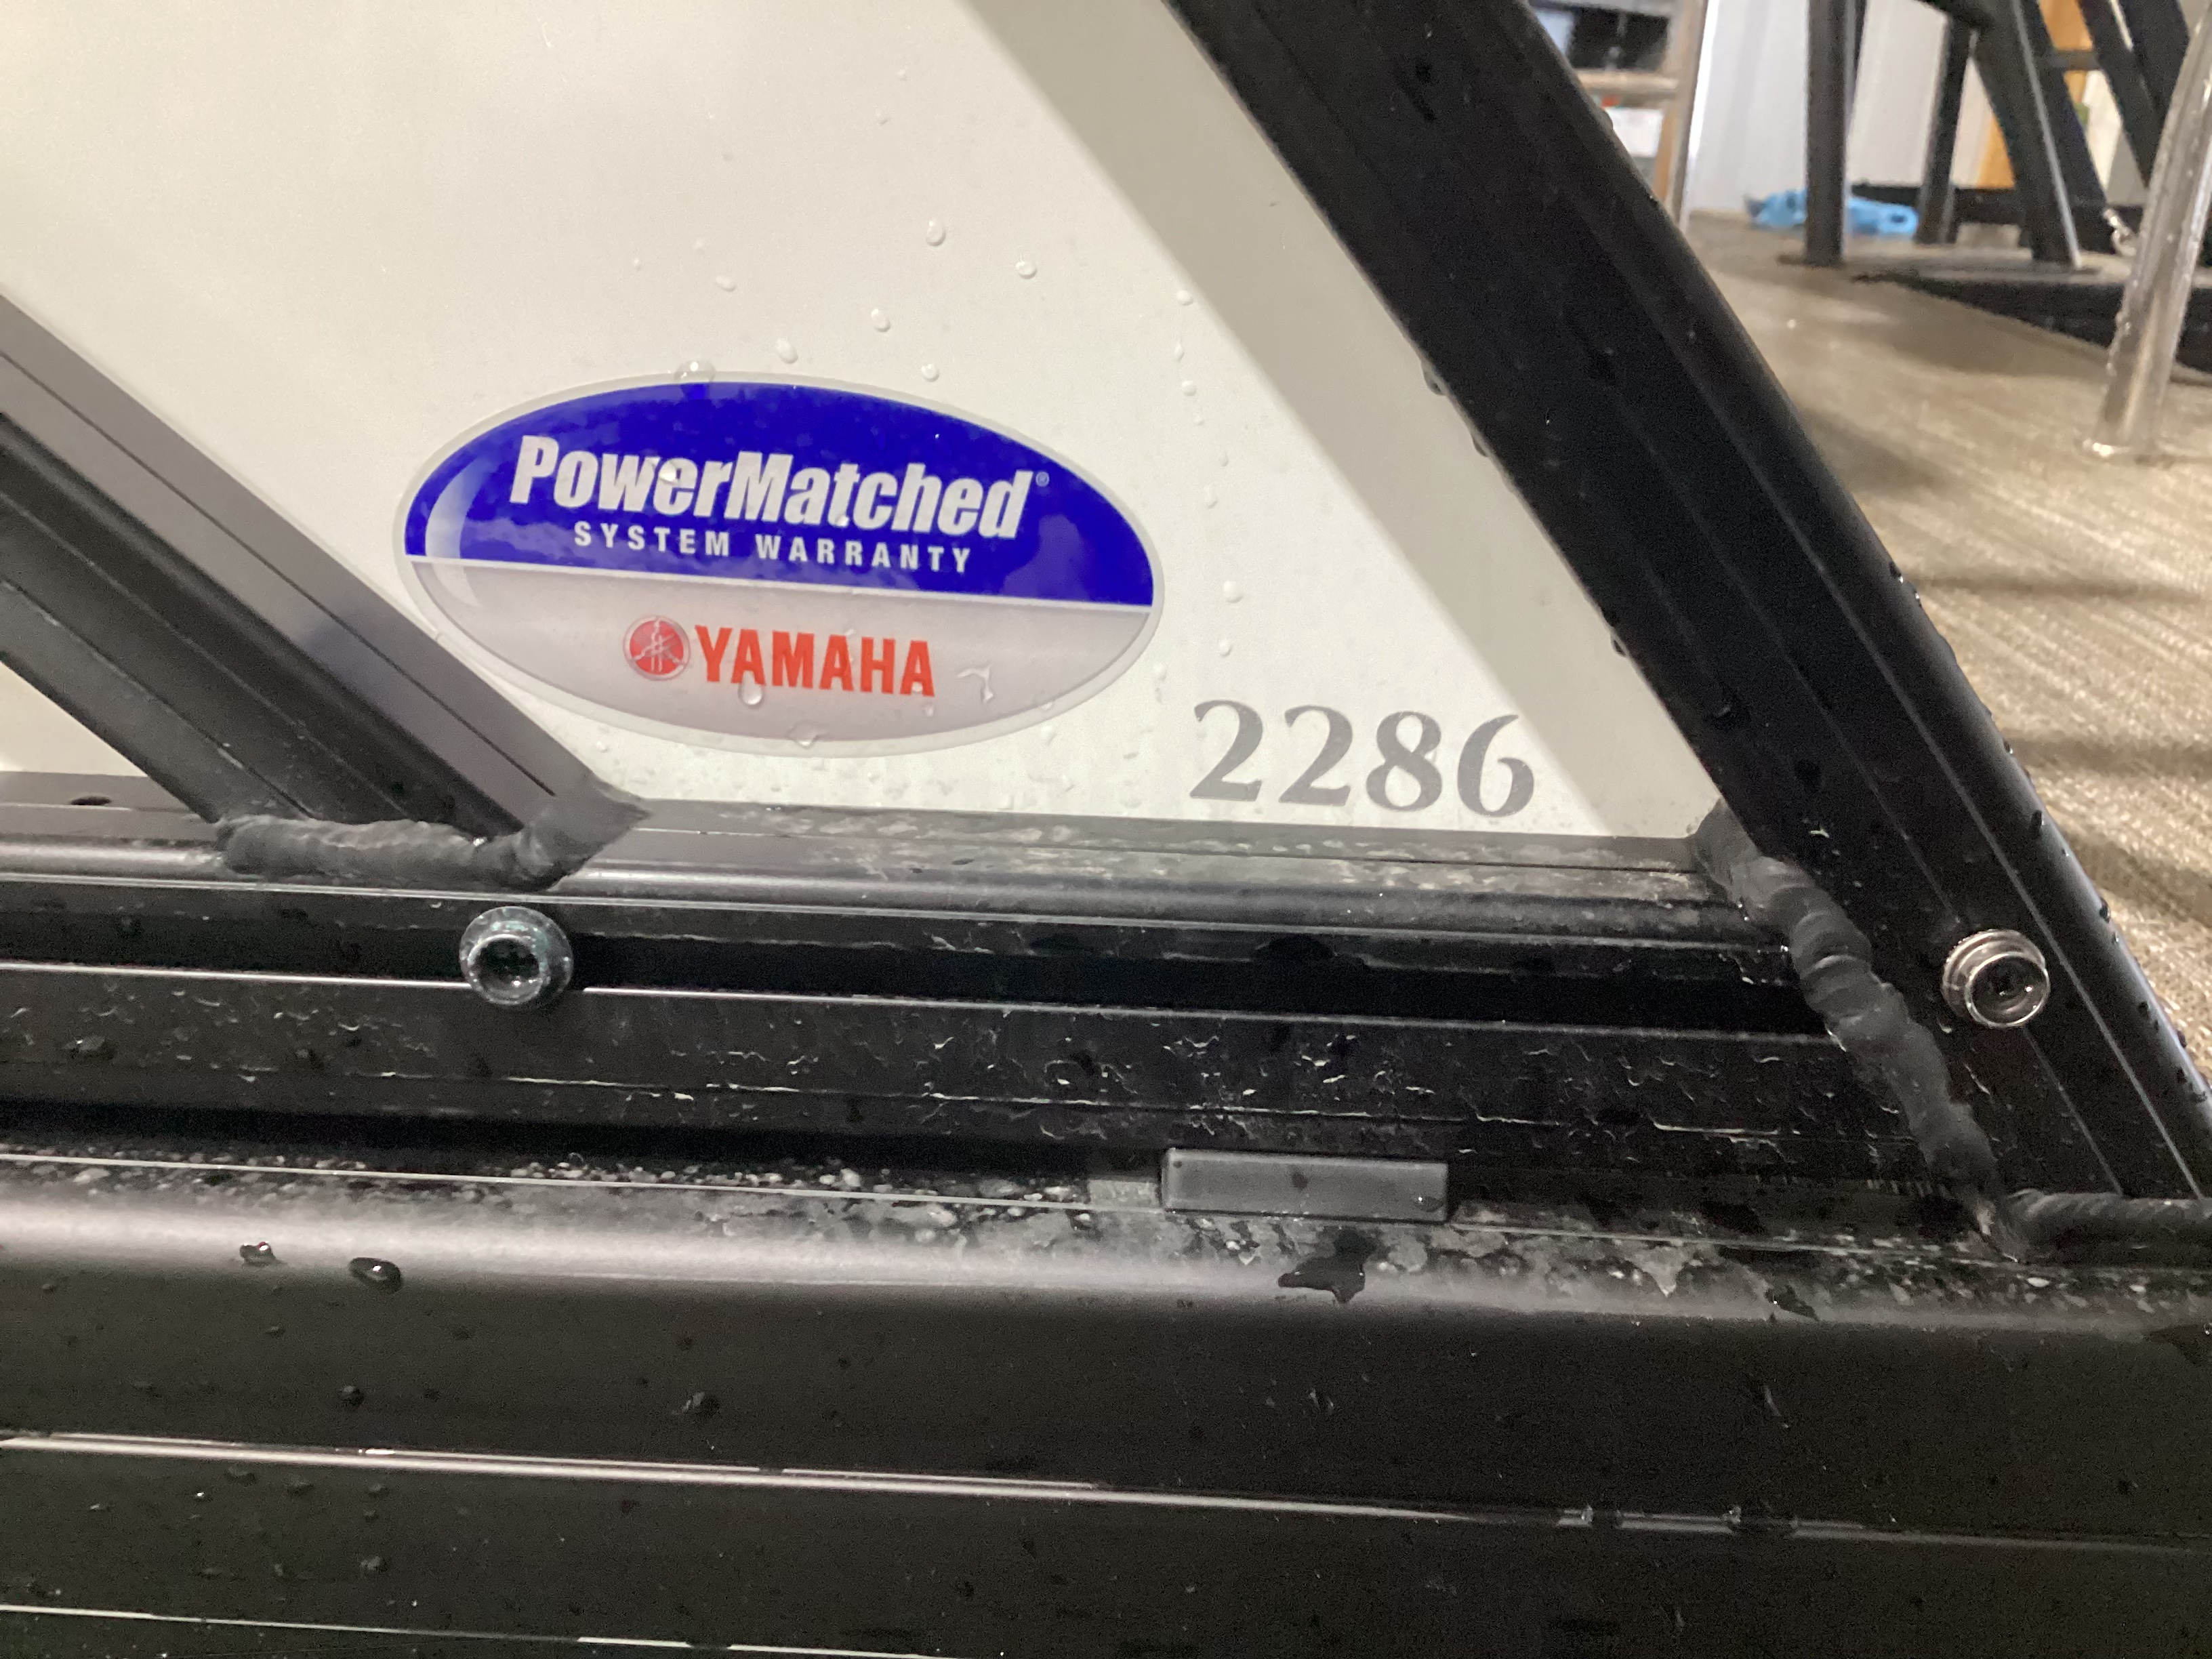 PowerMatched®
SYSTEM WARRANTY
YAMAHA
2286